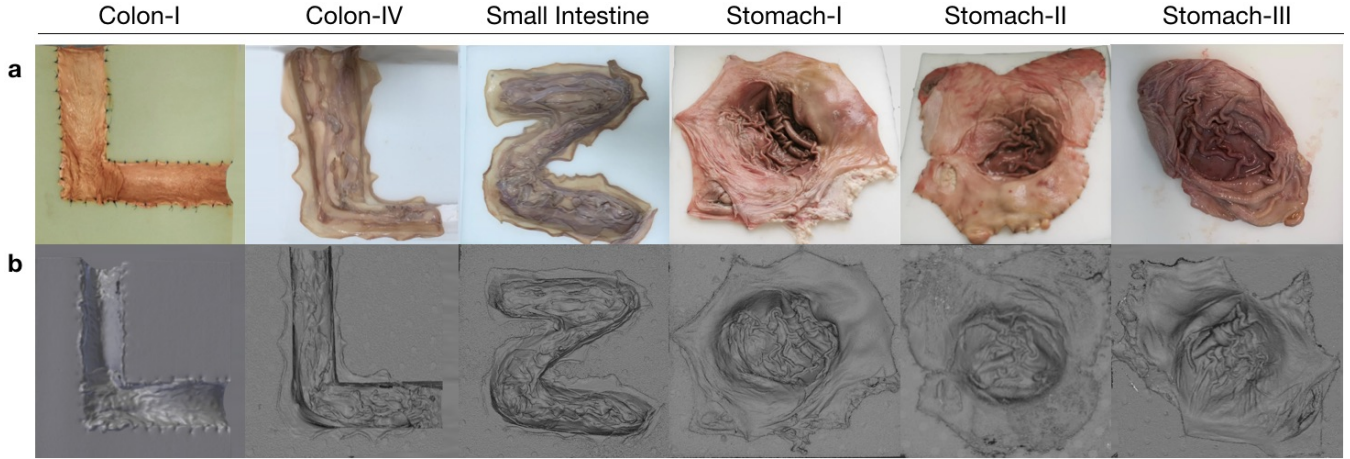 Colon-I Colon-IV Small Intestine Stomach-I Stomach-II Stomach-III
a
b